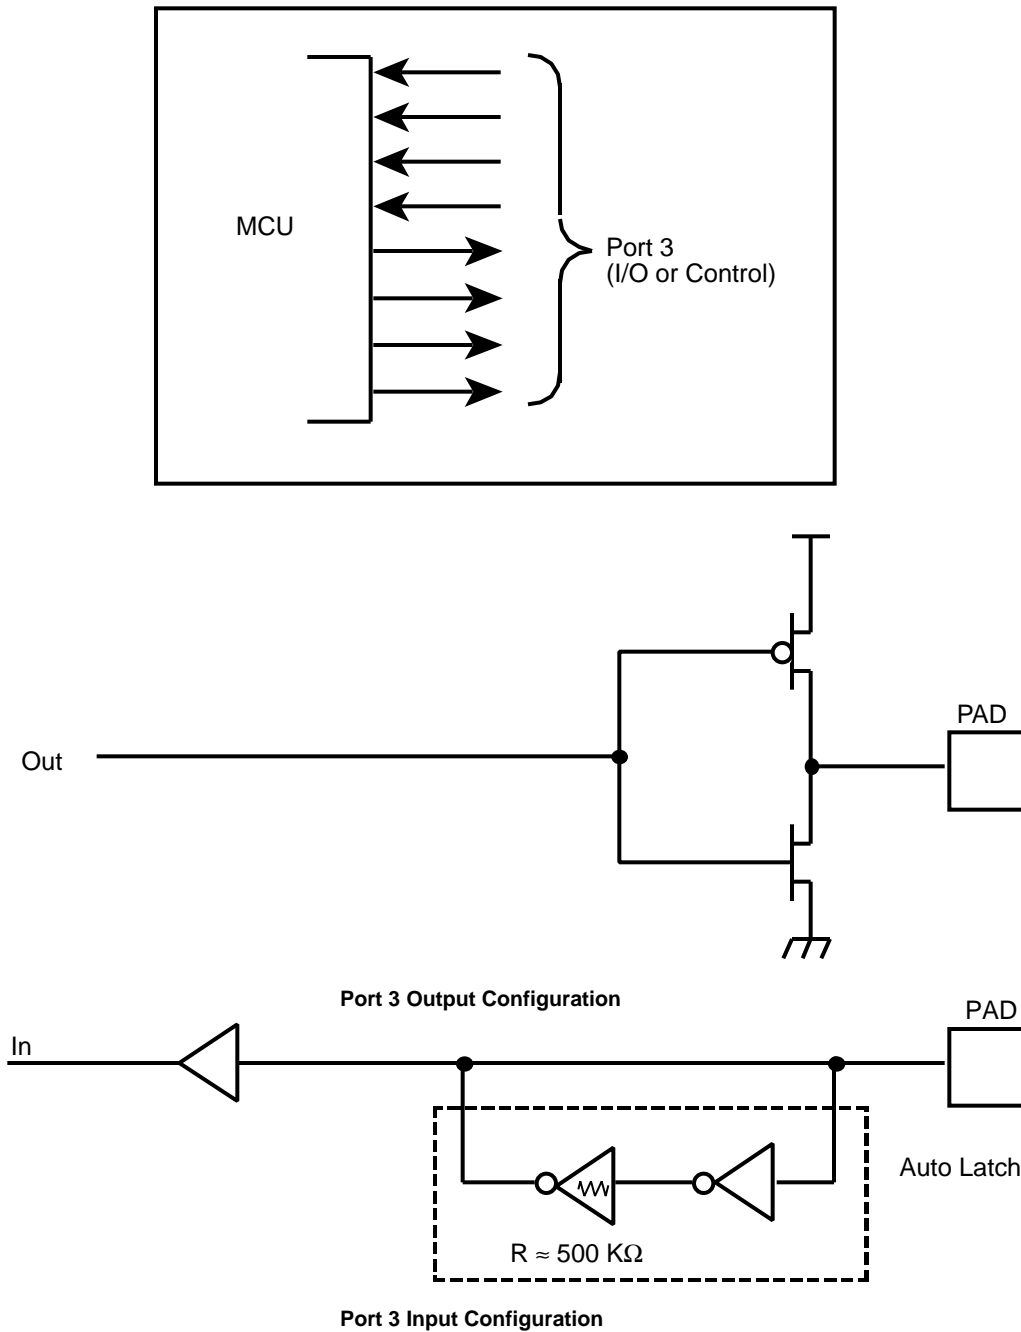 MCU
Port 3
(I/O or Control)
PAD
Out
Port 3 Output Configuration
PAD
In
Auto Latch
R ≈ 500 KΩ
Port 3 Input Configuration